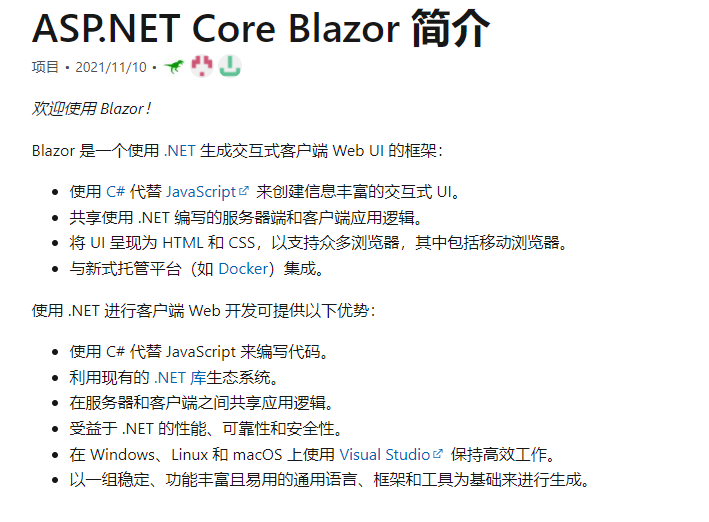 ASP.NET Core Blazor 简介
项目 • 2021/11/10 •
欢迎使用 Blazor！
Blazor 是一个使用 .NET 生成交互式客户端 Web UI 的框架：
• 使用 C# 代替 JavaScript 来创建信息丰富的交互式 UI。
• 共享使用 .NET 编写的服务器端和客户端应用逻辑。
• 将 UI 呈现为 HTML 和 CSS，以支持众多浏览器，其中包括移动浏览器。
• 与新式托管平台（如 Docker）集成。
使用 .NET 进行客户端 Web 开发可提供以下优势：
• 使用 C# 代替 JavaScript 来编写代码。
• 利用现有的 .NET 库生态系统。
• 在服务器和客户端之间共享应用逻辑。
• 受益于 .NET 的性能、可靠性和安全性。
• 在 Windows、Linux 和 macOS 上使用 Visual Studio 保持高效工作。
• 以一组稳定、功能丰富且易用的通用语言、框架和工具为基础来进行生成。